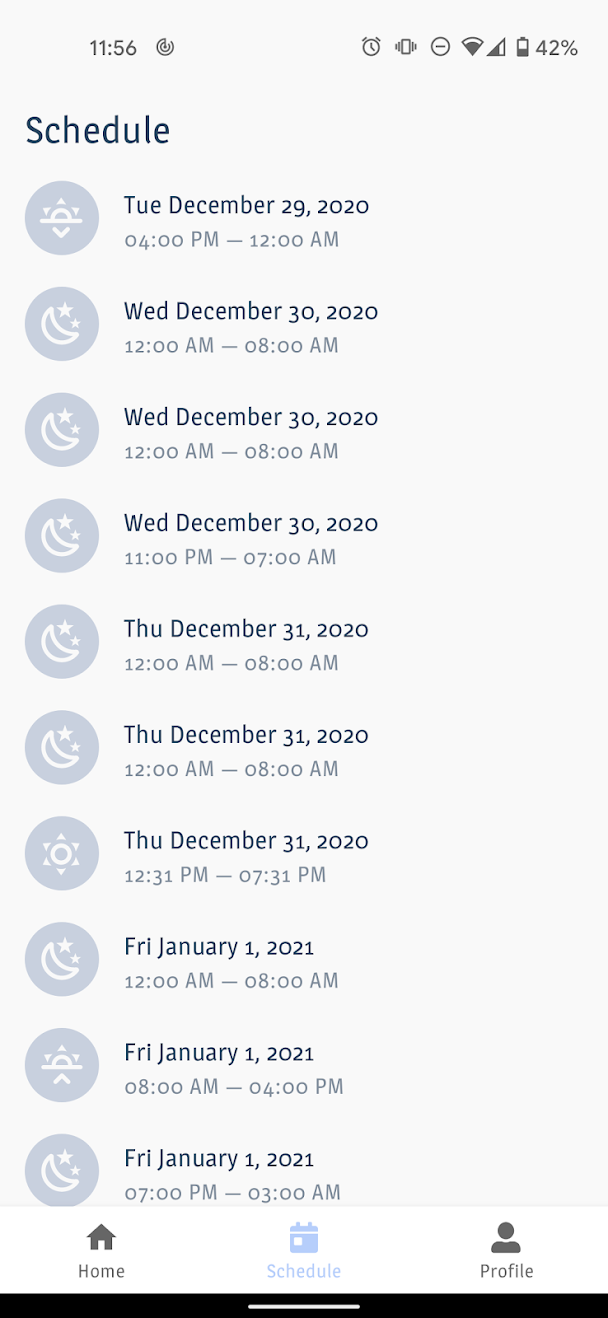 11:56
42%
Schedule
Tue December 29, 2020
04:00 PM — 12:00 AM
Wed December 30, 2020
12:00 AM — 08:00 AM
Wed December 30, 2020
12:00 AM — 08:00 AM
Wed December 30, 2020
11:00 PM — 07:00 AM
Thu December 31, 2020
12:00 AM — 08:00 AM
Thu December 31, 2020
12:00 AM — 08:00 AM
Thu December 31, 2020
12:31 PM — 07:31 PM
Fri January 1, 2021
12:00 AM — 08:00 AM
Fri January 1, 2021
08:00 AM — 04:00 PM
Fri January 1, 2021
07:00 PM — 03:00 AM
Home
Schedule
Profile